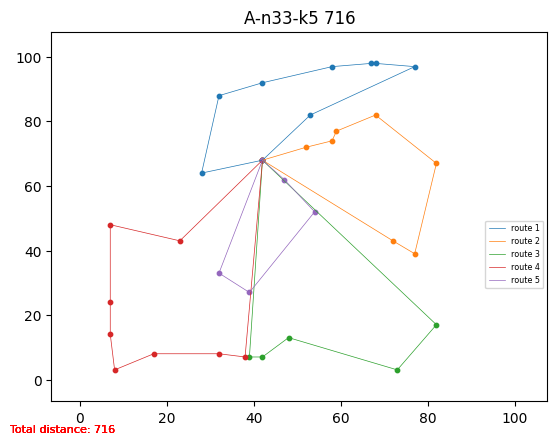 A-n33-k5 716
100
80
60
40
20
0
route 1
route 2
route 3
route 4
route 5
0 20 40 60 80 100
Total distance: 716